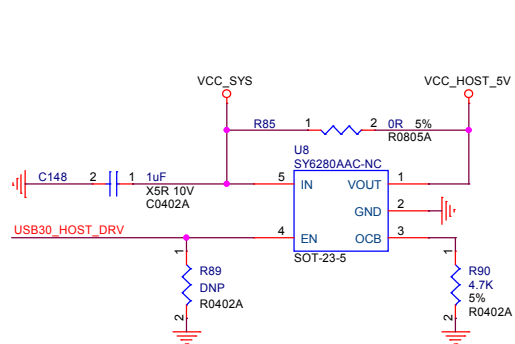 VCC_SYS
VCC_HOST_5V
R85 1 2 0R 5%
R0805A
U8
SY6280AAC-NC
C148 2 1 1uF
X5R 10V
C0402A
5 IN VOUT 1
GND 2
USB30_HOST_DRV
4 EN OCB 3
SOT-23-5
1
R89
DNP
R0402A
2
1
R90
4.7K
5%
R0402A
2